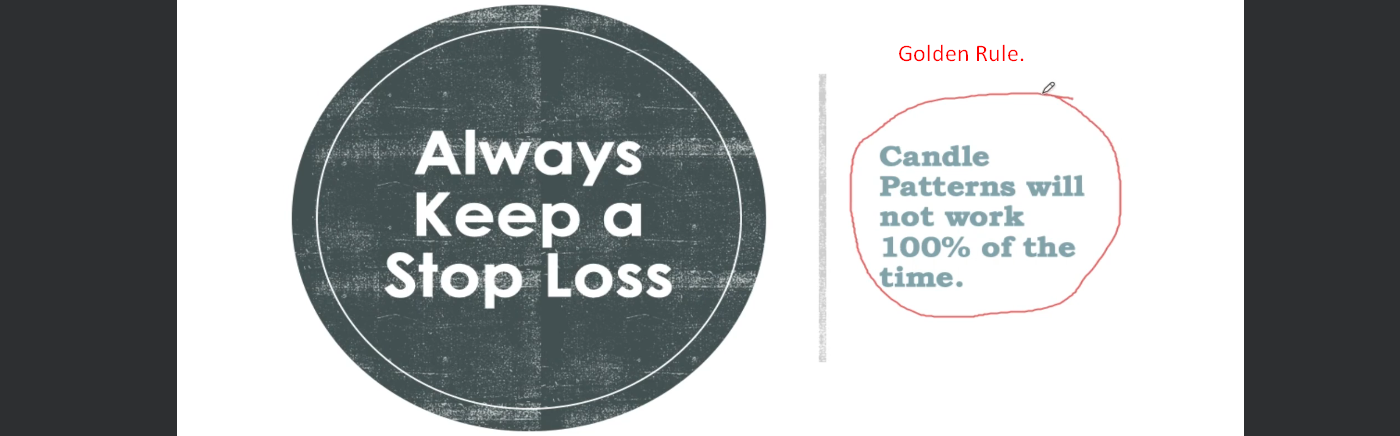 Always
Keep a
Stop Loss
Golden Rule.
Candle
Patterns will
not work
100% of the
time.